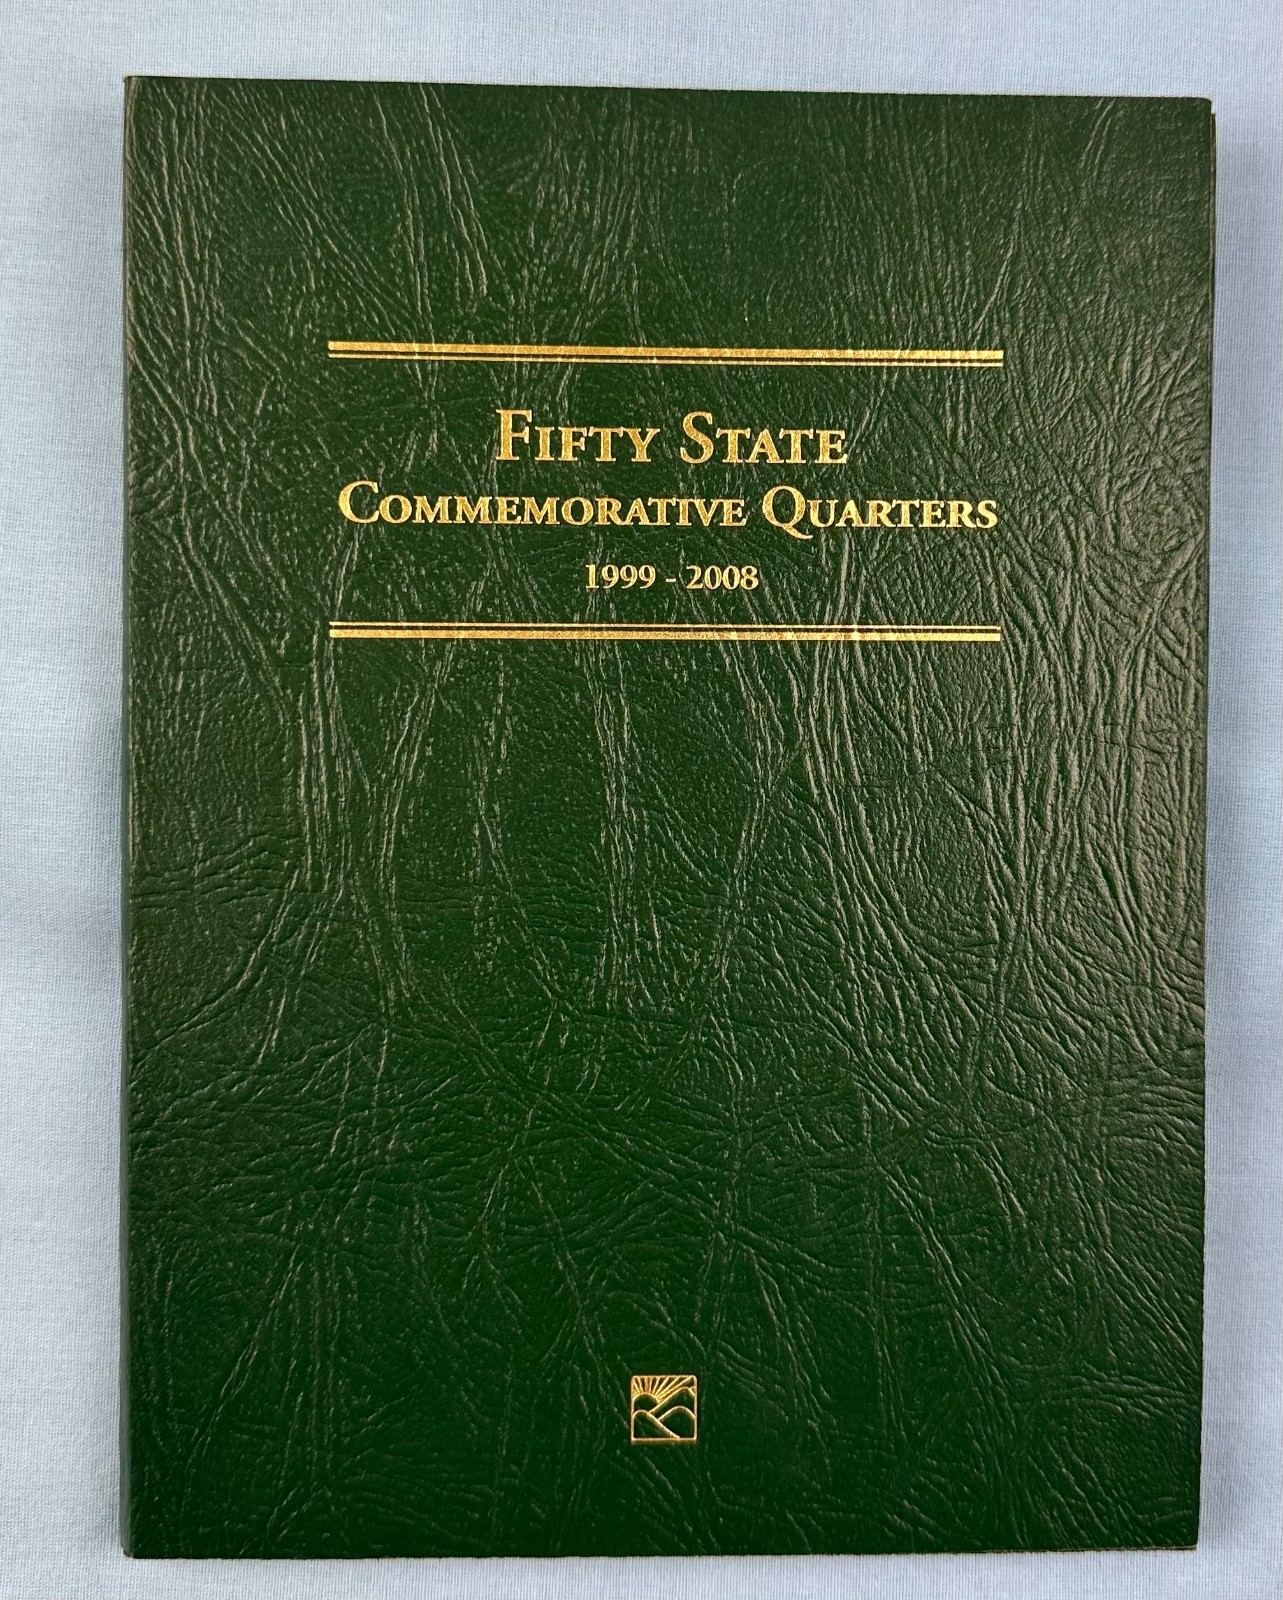 FIFTY STATE
COMMEMORATIVE QUARTERS
1999 - 2008